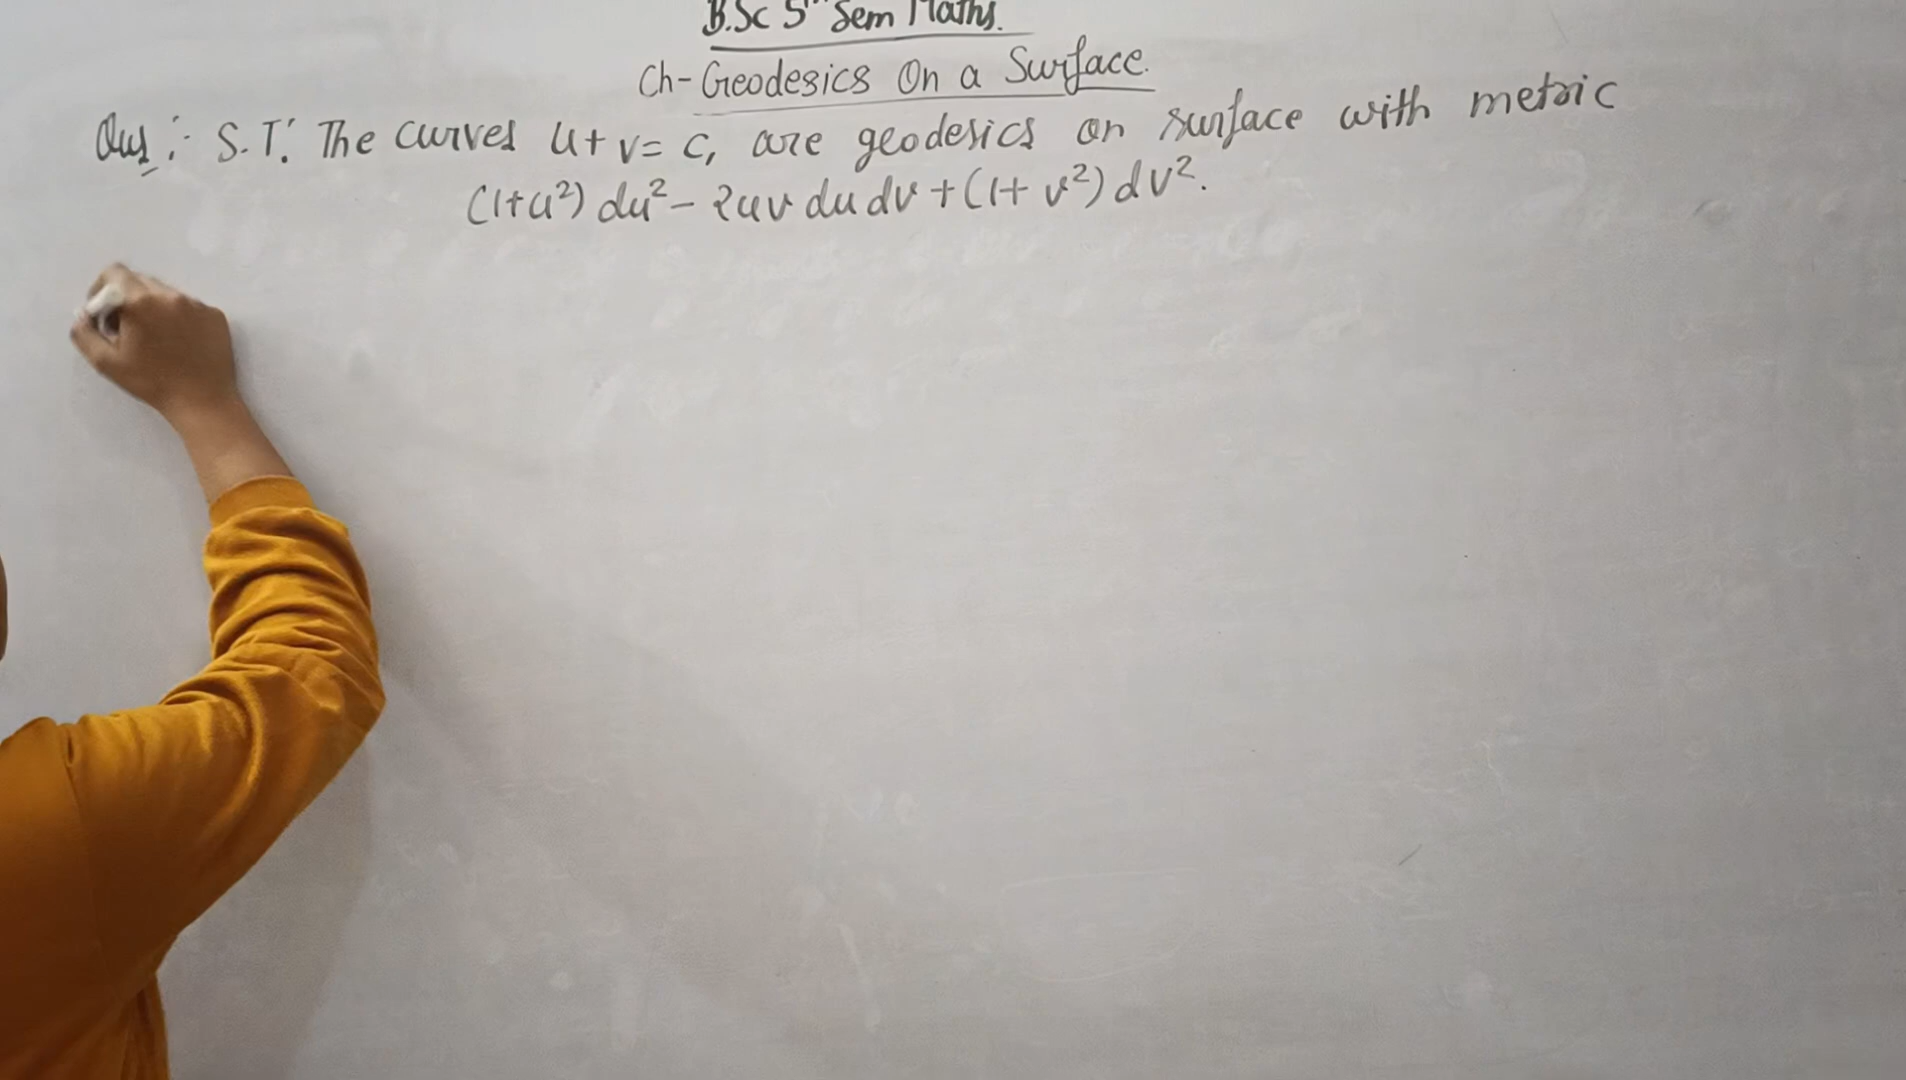 B.Sc 5th Sem Maths.
Ch-Geodesics On a Surface.
Qus:- S.T. The curves u+v=c, are geodesics on surface with metric
(1+u²) du² - 2uv du dv + (1+v²) dv².